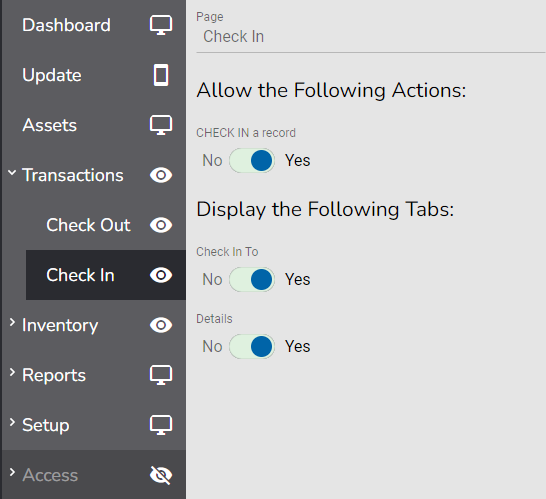 Dashboard
Update
Assets
Transactions
Check Out
Check In
Inventory
Reports
Setup
Access
Page
Check In
Allow the Following Actions:
CHECK IN a record
No Yes
Display the Following Tabs:
Check In To
No Yes
Details
No Yes